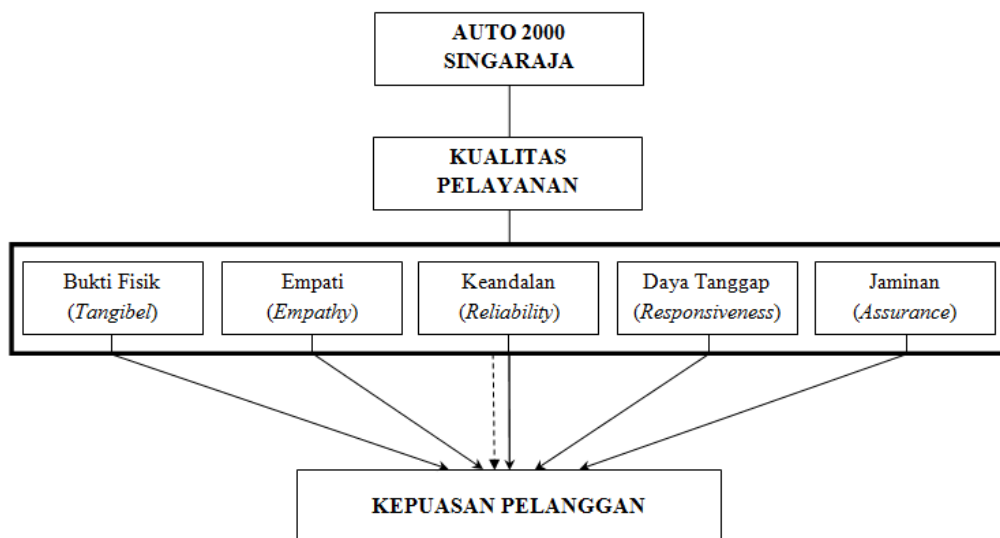 AUTO 2000
SINGARAJA
KUALITAS
PELAYANAN
Bukti Fisik
(Tangibel)
Empati
(Empathy)
Keandalan
(Reliability)
Daya Tanggap
(Responsiveness)
Jaminan
(Assurance)
KEPUASAN PELANGGAN